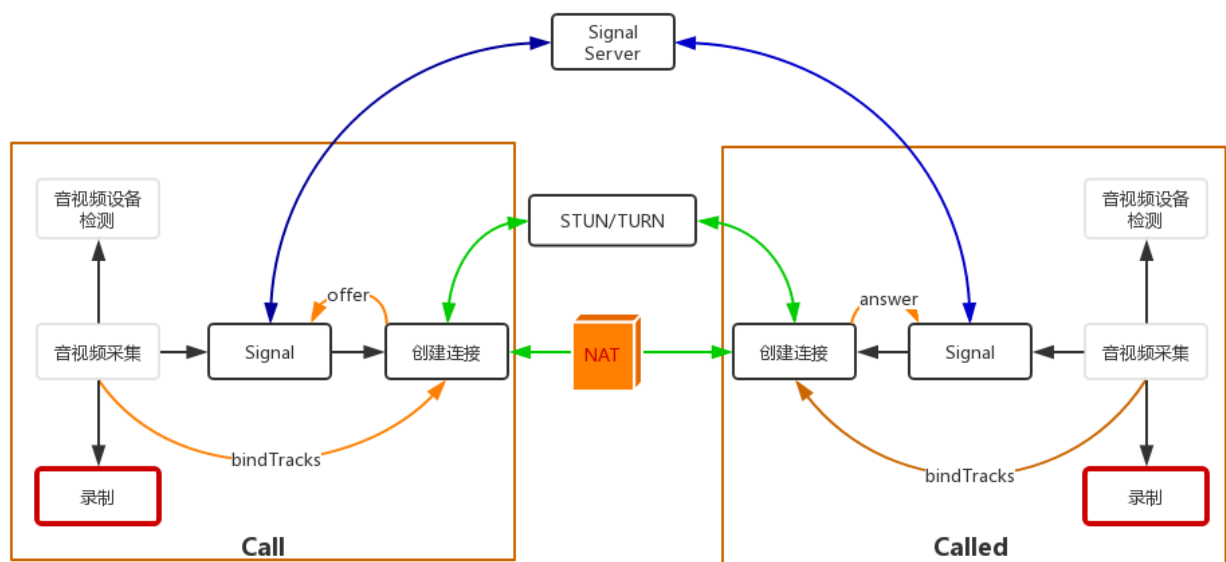 Signal
Server
音视频设备
检测
STUN/TURN
音视频设备
检测
offer
answer
音视频采集
Signal
创建连接
NAT
创建连接
Signal
音视频采集
bindTracks
bindTracks
录制
录制
Call
Called